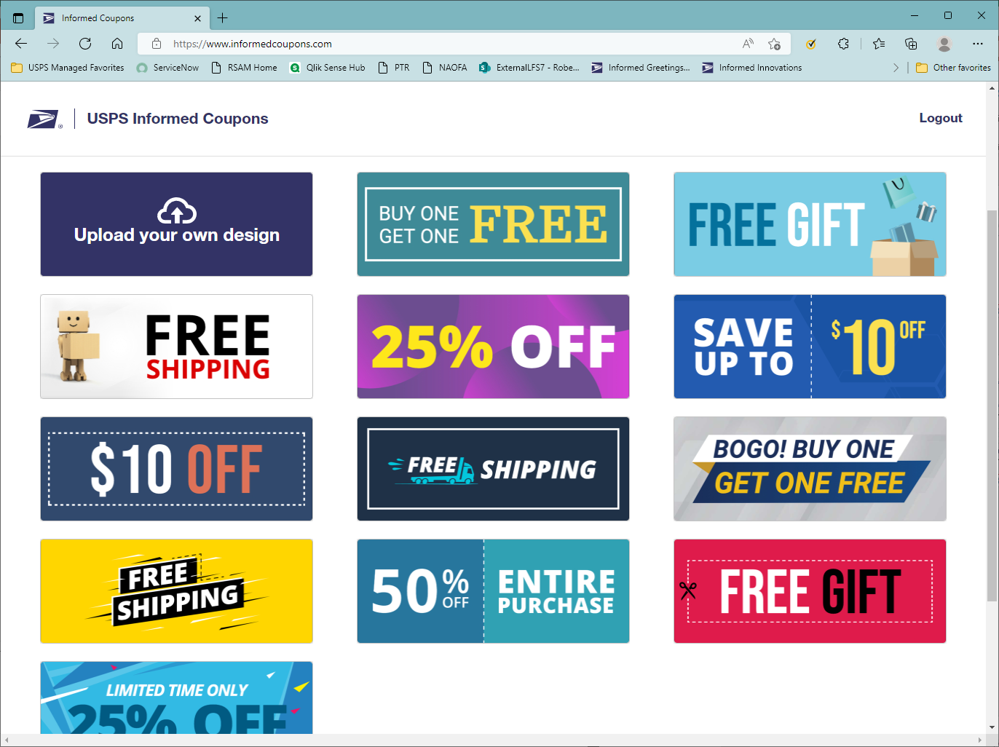 Informed Coupons
https://www.informedcoupons.com
USPS Managed Favorites
ServiceNow
RSAM Home
Qlik Sense Hub
PTR
NAOFA
ExternalLFS7 - Robe...
Informed Greetings...
Informed Innovations
Other favorites
USPS Informed Coupons
Logout
Upload your own design
BUY ONE
GET ONE
FREE
FREE GIFT
FREE
SHIPPING
25% OFF
SAVE
UP TO
$10 OFF
$10 OFF
FREE SHIPPING
BOGO! BUY ONE
GET ONE FREE
FREE
SHIPPING
50% OFF
ENTIRE
PURCHASE
FREE GIFT
LIMITED TIME ONLY
25% OFF